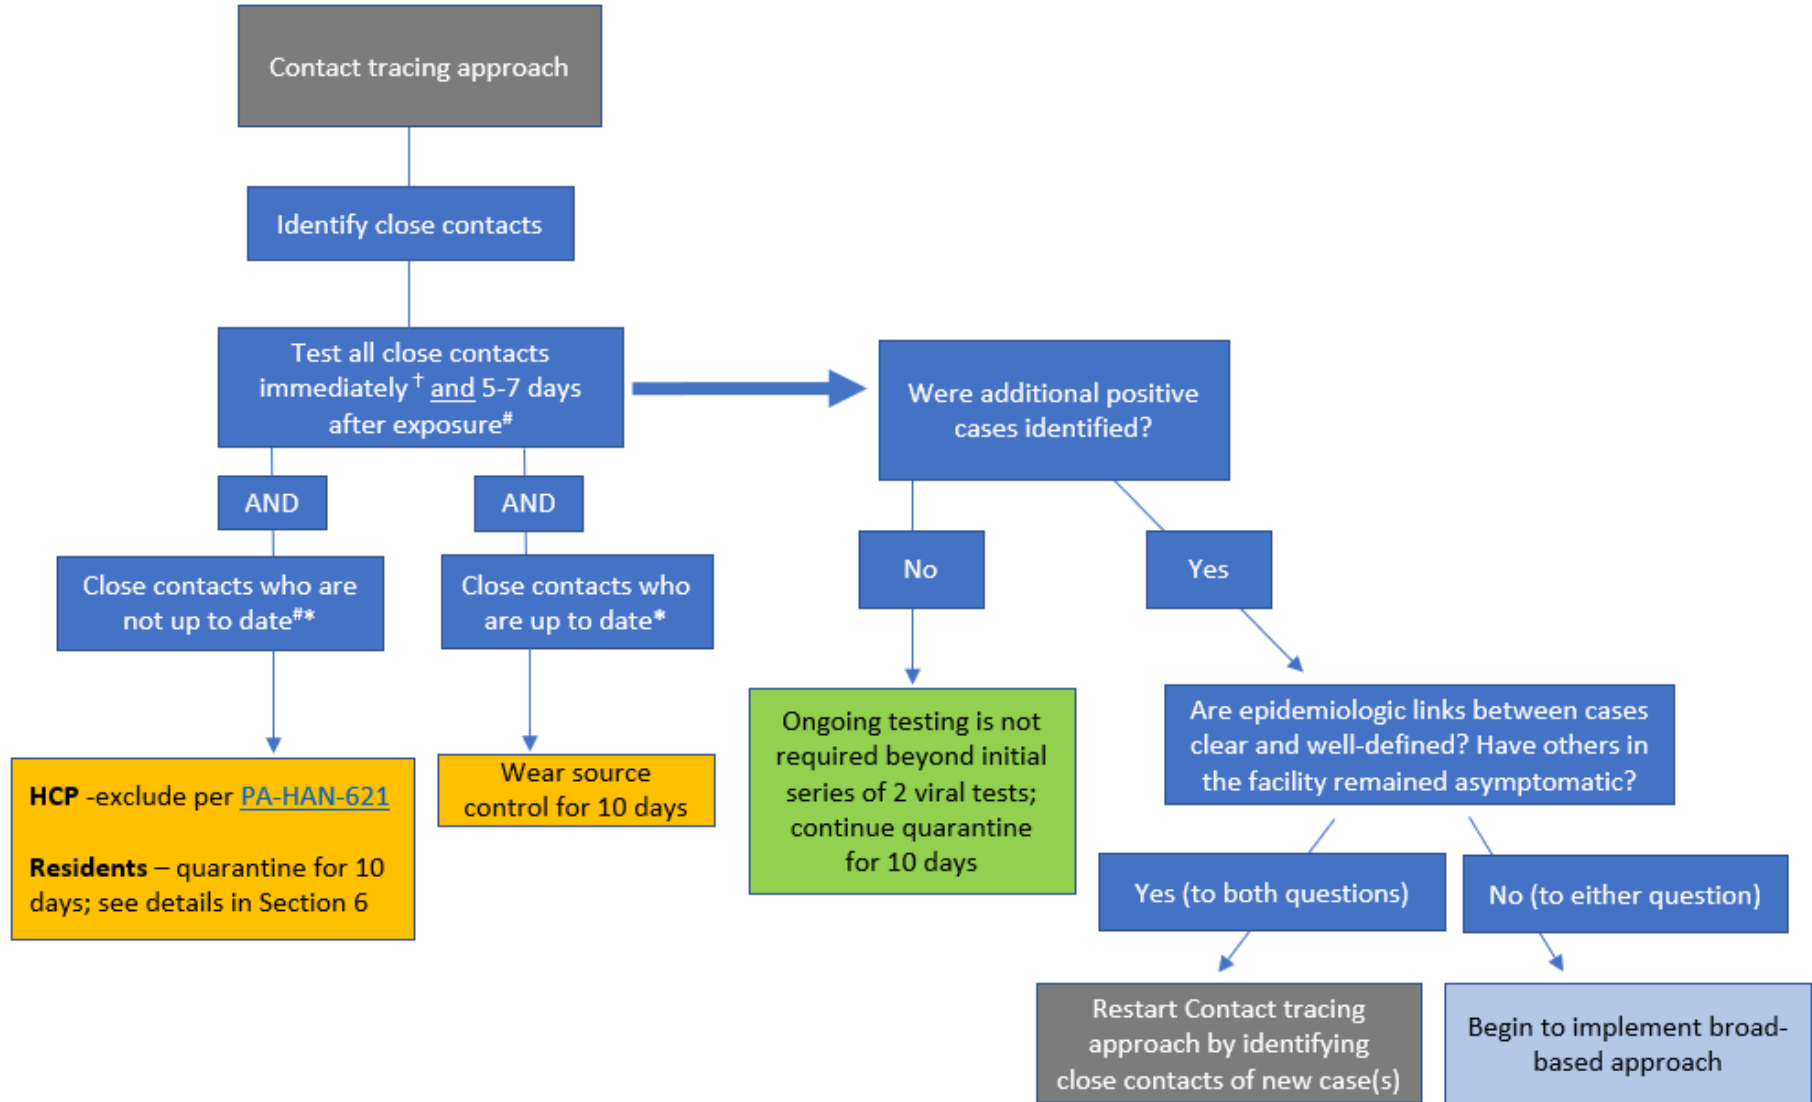 Contact tracing approach
Identify close contacts
Test all close contacts
immediately † and 5-7 days
after exposure#
Were additional positive
cases identified?
AND
AND
Close contacts who are
not up to date#*
Close contacts who
are up to date*
No
Yes
HCP -exclude per PA-HAN-621
Residents – quarantine for 10
days; see details in Section 6
Wear source
control for 10 days
Ongoing testing is not
required beyond initial
series of 2 viral tests;
continue quarantine
for 10 days
Are epidemiologic links between cases
clear and well-defined? Have others in
the facility remained asymptomatic?
Yes (to both questions)
No (to either question)
Restart Contact tracing
approach by identifying
close contacts of new case(s)
Begin to implement broad-
based approach